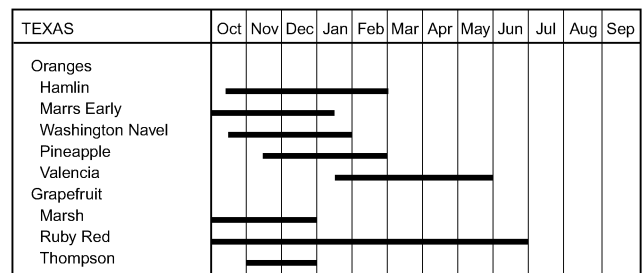 TEXAS Oct Nov Dec Jan Feb Mar Apr May Jun Jul Aug Sep
Oranges
Hamlin
Marrs Early
Washington Navel
Pineapple
Valencia
Grapefruit
Marsh
Ruby Red
Thompson